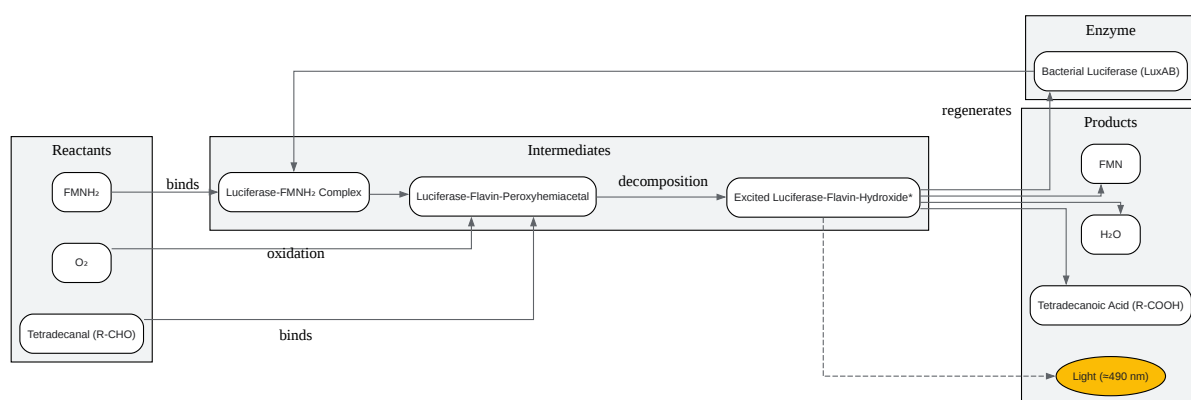 Enzyme
Bacterial Luciferase (LuxAB)
regenerates
Reactants
FMNH₂
O₂
Tetradecanal (R-CHO)
binds
oxidation
binds
Intermediates
Luciferase-FMNH₂ Complex
Luciferase-Flavin-Peroxyhemiacetal
decomposition
Excited Luciferase-Flavin-Hydroxide*
Products
FMN
H₂O
Tetradecanoic Acid (R-COOH)
Light (≈490 nm)